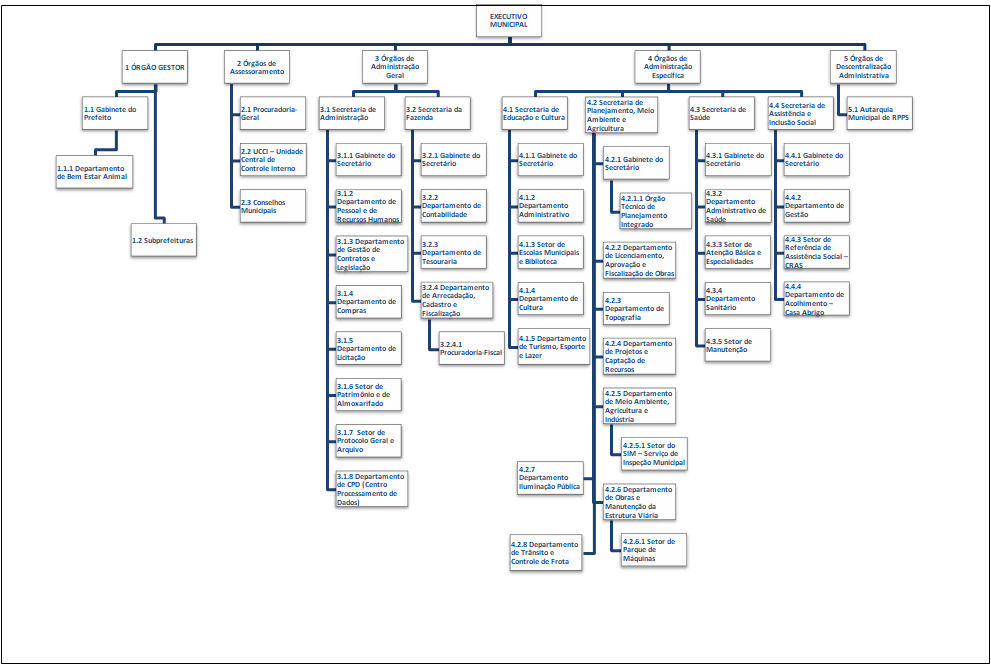 EXECUTIVO
MUNICIPAL
1 ÓRGÃO GESTOR
1.1 Gabinete do
Prefeito
1.1.1 Departamento
de Bem Estar Animal
1.2 Subprefeituras
2 Órgãos de
Assessoramento
2.1 Procuradoria-
Geral
2.2 UCCI – Unidade
Central de
Controle Interno
2.3 Conselhos
Municipais
3 Órgãos de
Administração
Geral
3.1 Secretaria de
Administração
3.1.1 Gabinete do
Secretário
3.1.2
Departamento de
Pessoal e de
Recursos Humanos
3.1.3 Departamento
de Gestão de
Contratos e
Legislação
3.1.4
Departamento de
Compras
3.1.5
Departamento de
Licitação
3.1.6 Setor de
Patrimônio e de
Almoxarifado
3.1.7 Setor de
Protocolo Geral e
Arquivo
3.1.8 Departamento
de CPD (Centro
Processamento de
Dados)
3.2 Secretaria da
Fazenda
3.2.1 Gabinete do
Secretário
3.2.2
Departamento de
Contabilidade
3.2.3
Departamento de
Tesouraria
3.2.4 Departamento
de Arrecadação,
Cadastro e
Fiscalização
3.2.4.1
Procuradoria-Fiscal
4 Órgãos de
Administração
Específica
4.1 Secretaria de
Educação e Cultura
4.1.1 Gabinete do
Secretário
4.1.2
Departamento
Administrativo
4.1.3 Setor de
Escolas Municipais
e Biblioteca
4.1.4
Departamento de
Cultura
4.1.5 Departamento
de Turismo, Esporte
e Lazer
4.2 Secretaria de
Planejamento, Meio
Ambiente e
Agricultura
4.2.1 Gabinete do
Secretário
4.2.1.1 Órgão
Técnico de
Planejamento
Integrado
4.2.2 Departamento
de Licenciamento,
Aprovação e
Fiscalização de Obras
4.2.3
Departamento de
Topografia
4.2.4 Departamento
de Projetos e
Captação de
Recursos
4.2.5 Departamento
de Meio Ambiente,
Agricultura e
Indústria
4.2.5.1 Setor do
SIM – Serviço de
Inspeção Municipal
4.2.6 Departamento
de Obras e
Manutenção da
Estrutura Viária
4.2.6.1 Setor de
Parque de
Máquinas
4.2.7
Departamento
Iluminação Pública
4.2.8 Departamento
de Trânsito e
Controle de Frota
4.3 Secretaria de
Saúde
4.3.1 Gabinete do
Secretário
4.3.2
Departamento
Administrativo de
Saúde
4.3.3 Setor de
Atenção Básica e
Especialidades
4.3.4
Departamento
Sanitário
4.3.5 Setor de
Manutenção
4.4 Secretaria de
Assistência e
Inclusão Social
4.4.1 Gabinete do
Secretário
4.4.2
Departamento de
Gestão
4.4.3 Setor de
Referência de
Assistência Social –
CRAS
4.4.4
Departamento de
Acolhimento –
Casa Abrigo
5 Órgãos de
Descentralização
Administrativa
5.1 Autarquia
Municipal de RPPS